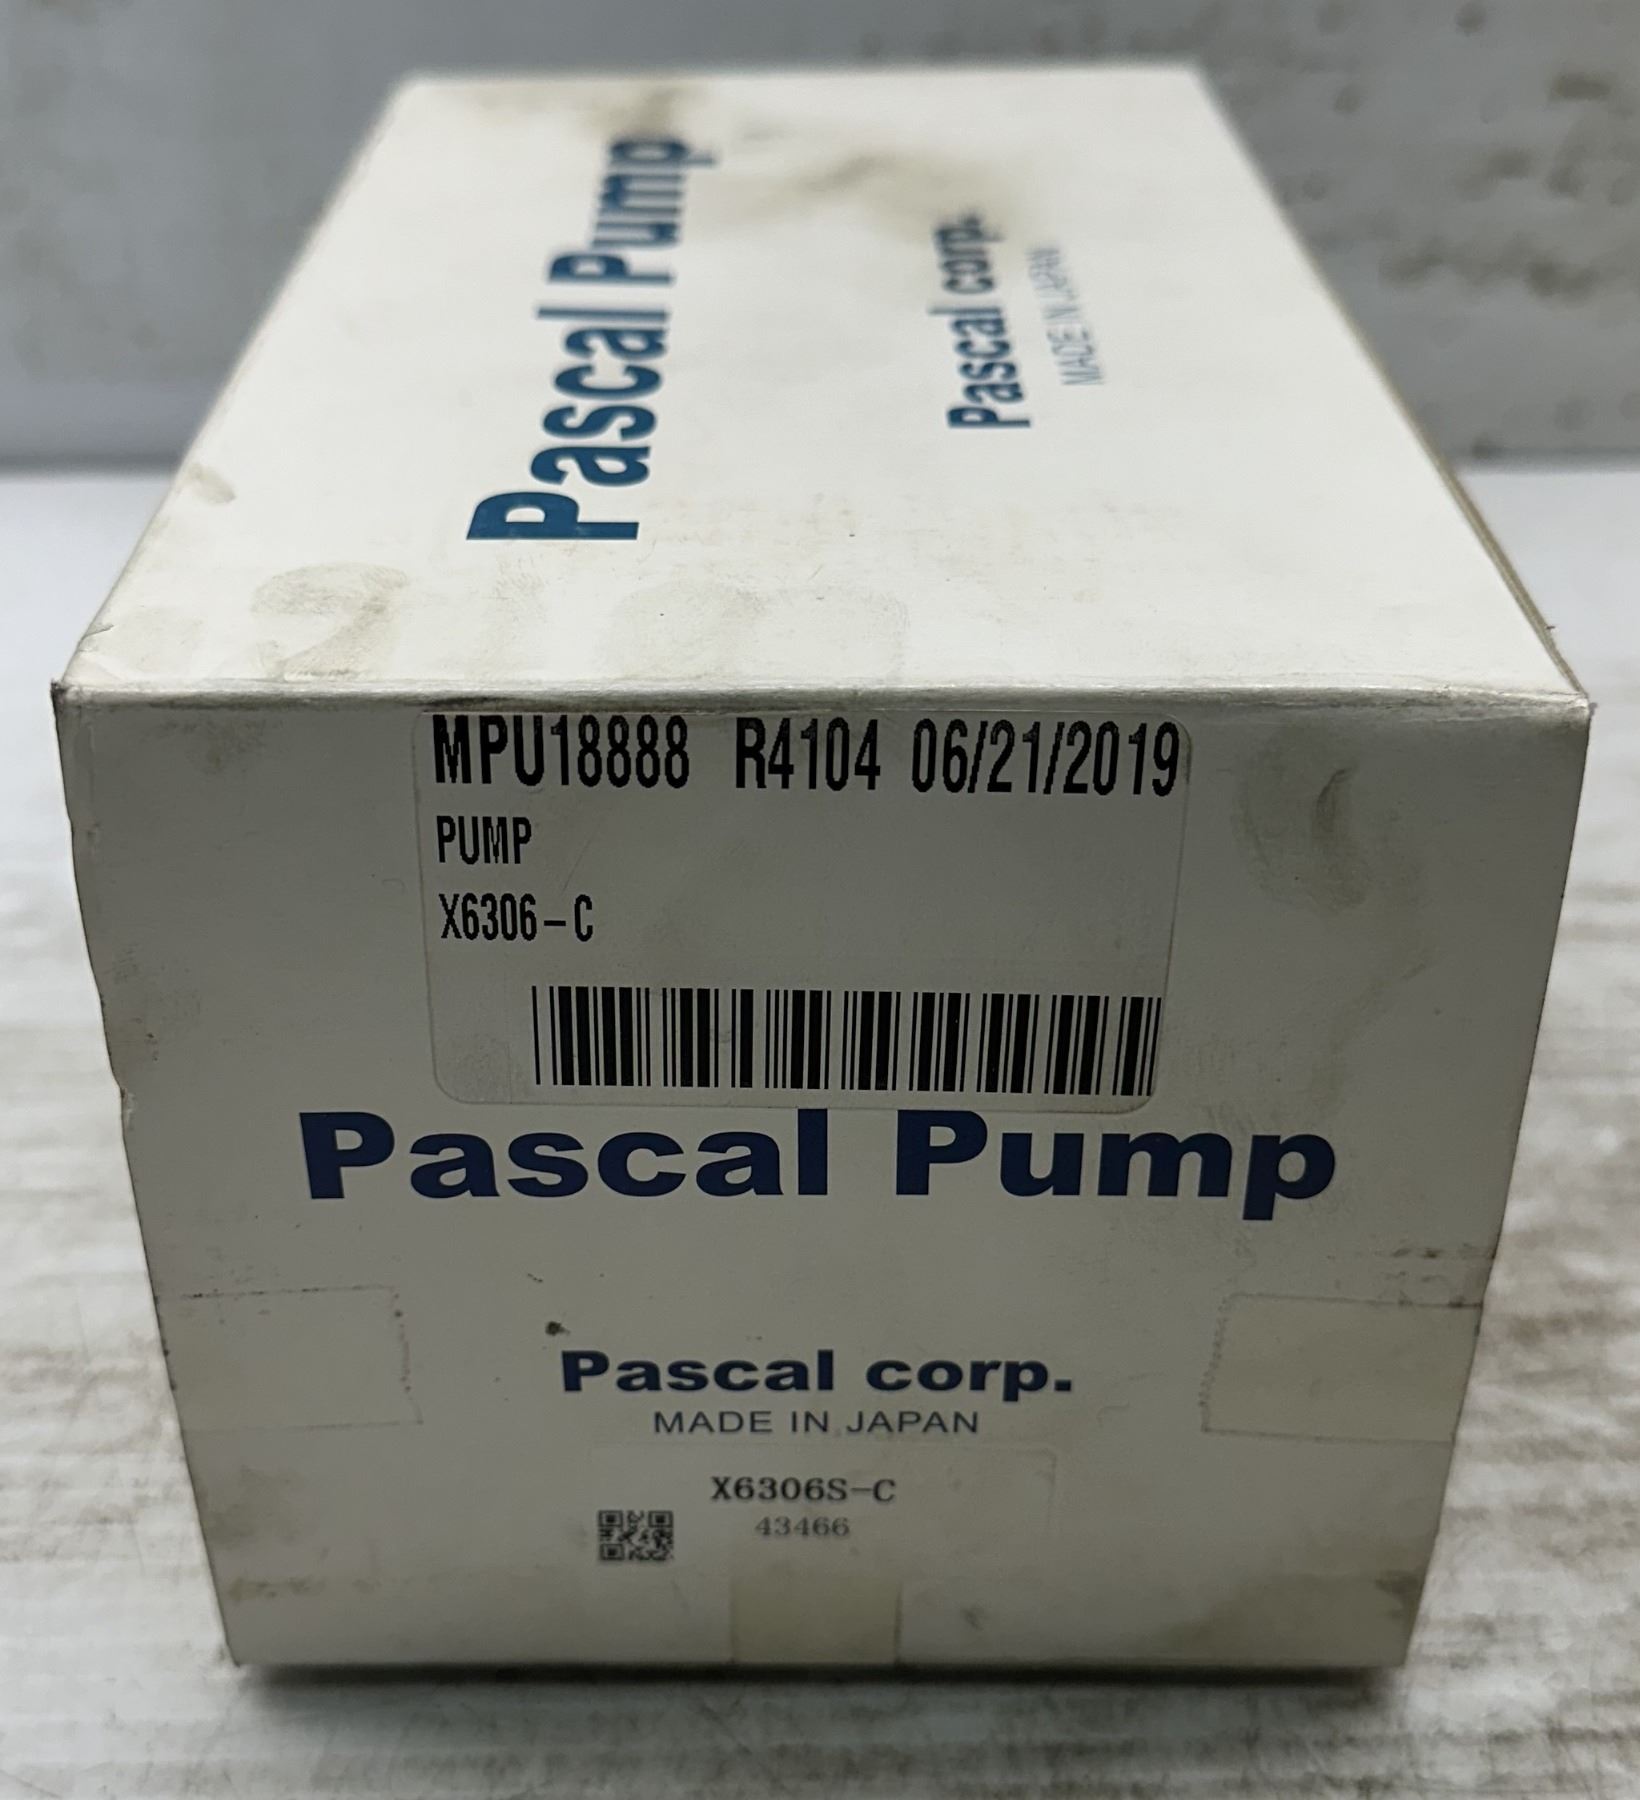 Pascal Pump
Pascal corp.
MADE IN JAPAN
MPU18888 R4104 06/21/2019
PUMP
X6306-C
Pascal Pump
Pascal corp.
MADE IN JAPAN
X6306S-C
43466